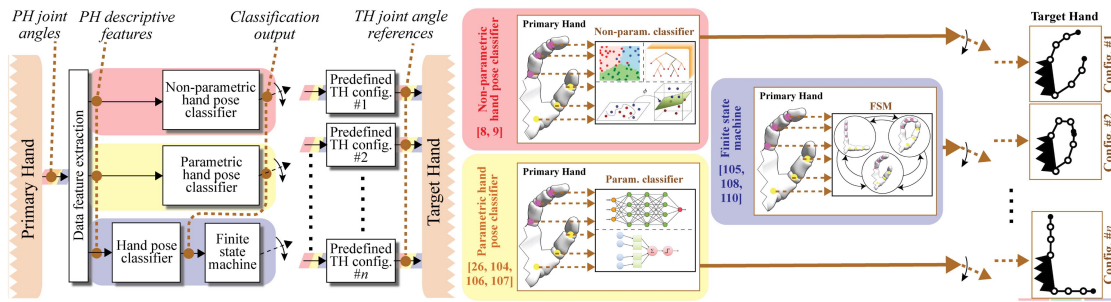 PH joint
angles
PH descriptive
features
Classification
output
TH joint angle
references
Primary Hand
Data feature extraction
Non-parametric
hand pose
classifier
Parametric
hand pose
classifier
Hand pose
classifier
Finite
state
machine
Predefined
TH config.
#1
Predefined
TH config.
#2
Predefined
TH config.
#n
Target Hand
Non-parametric
hand pose classifier
[8, 9]
Primary Hand
Non-param. classifier
Parametric hand
pose classifier
[26, 104,
106, 107]
Primary Hand
Param. classifier
Finite state
machine
[105,
108,
110]
Primary Hand
FSM
Target Hand
Config. #1
Config. #2
Config. #n